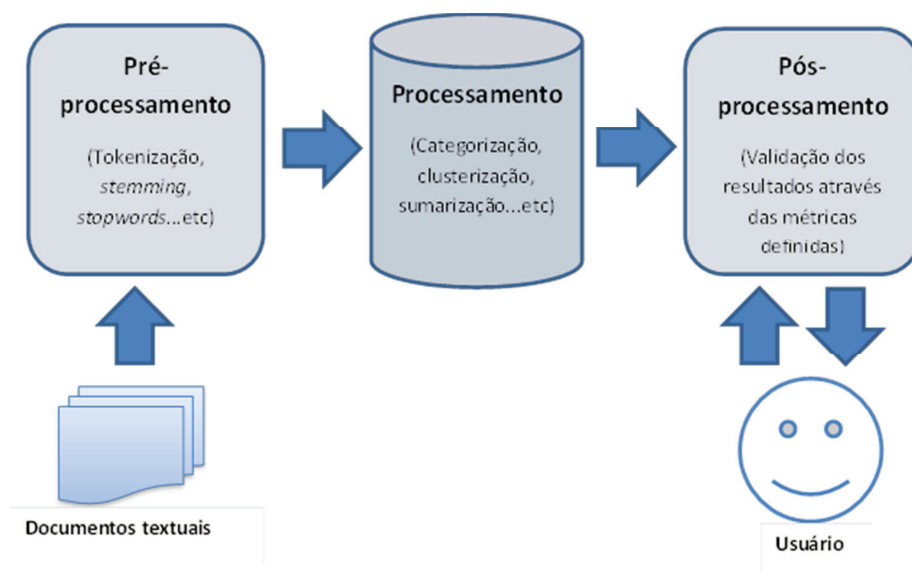 Pré-
processamento
(Tokenização,
stemming,
stopwords...etc)
Processamento
(Categorização,
clusterização,
sumarização...etc)
Pós-
processamento
(Validação dos
resultados através
das métricas
definidas)
Documentos textuais
Usuário